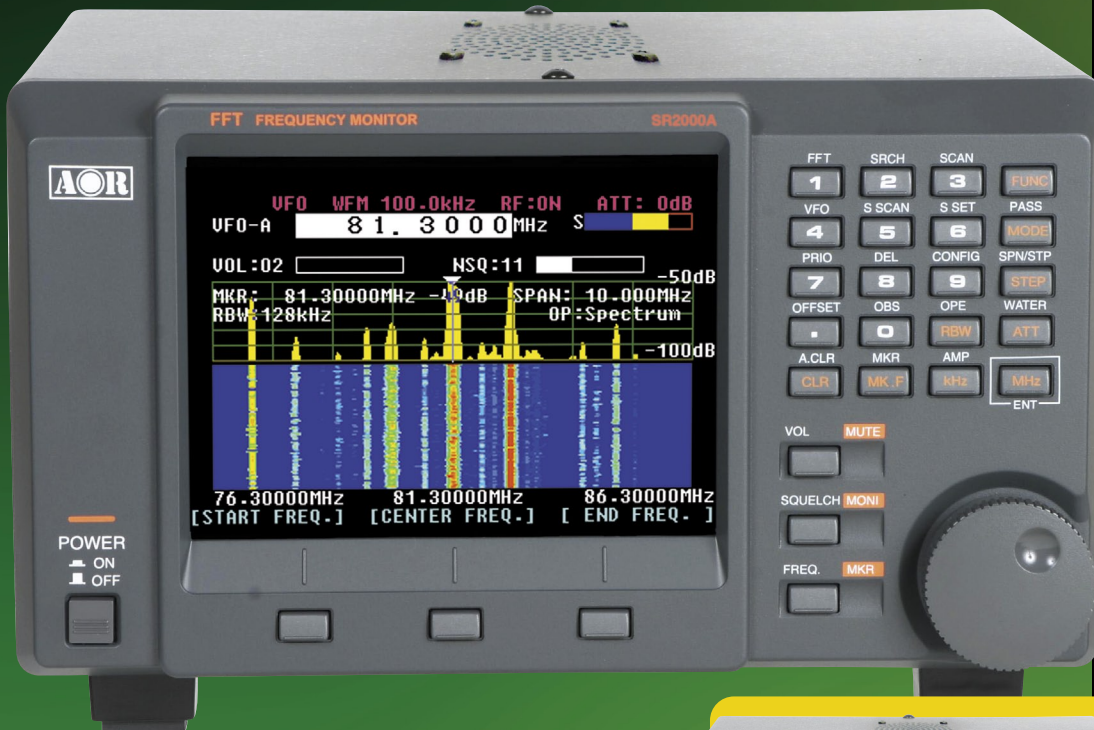 FFT FREQUENCY MONITOR
SR2000A
AOR
VFO WFM 100.0kHz RF:ON ATT: 0dB
VFO-A 81.3000MHz S
VOL:02 NSQ:11
-50dB
MKR: 81.30000MHz dB SPAN: 10.000MHz
RBW:128kHz OP:Spectrum
-100dB
76.30000MHz 81.30000MHz 86.30000MHz
[START FREQ.] [CENTER FREQ.] [ END FREQ. ]
POWER
ON
OFF
FFT SRCH SCAN
1 2 3 FUNC
VFO S SCAN S SET PASS
4 5 6 MODE
PRIO DEL CONFIG SPN/STP
7 8 9 STEP
OFFSET OBS OPE WATER
. 0 RBW ATT
A.CLR MKR AMP
CLR MK.F kHz MHz
ENT
VOL MUTE
SQUELCH MONI
FREQ. MKR